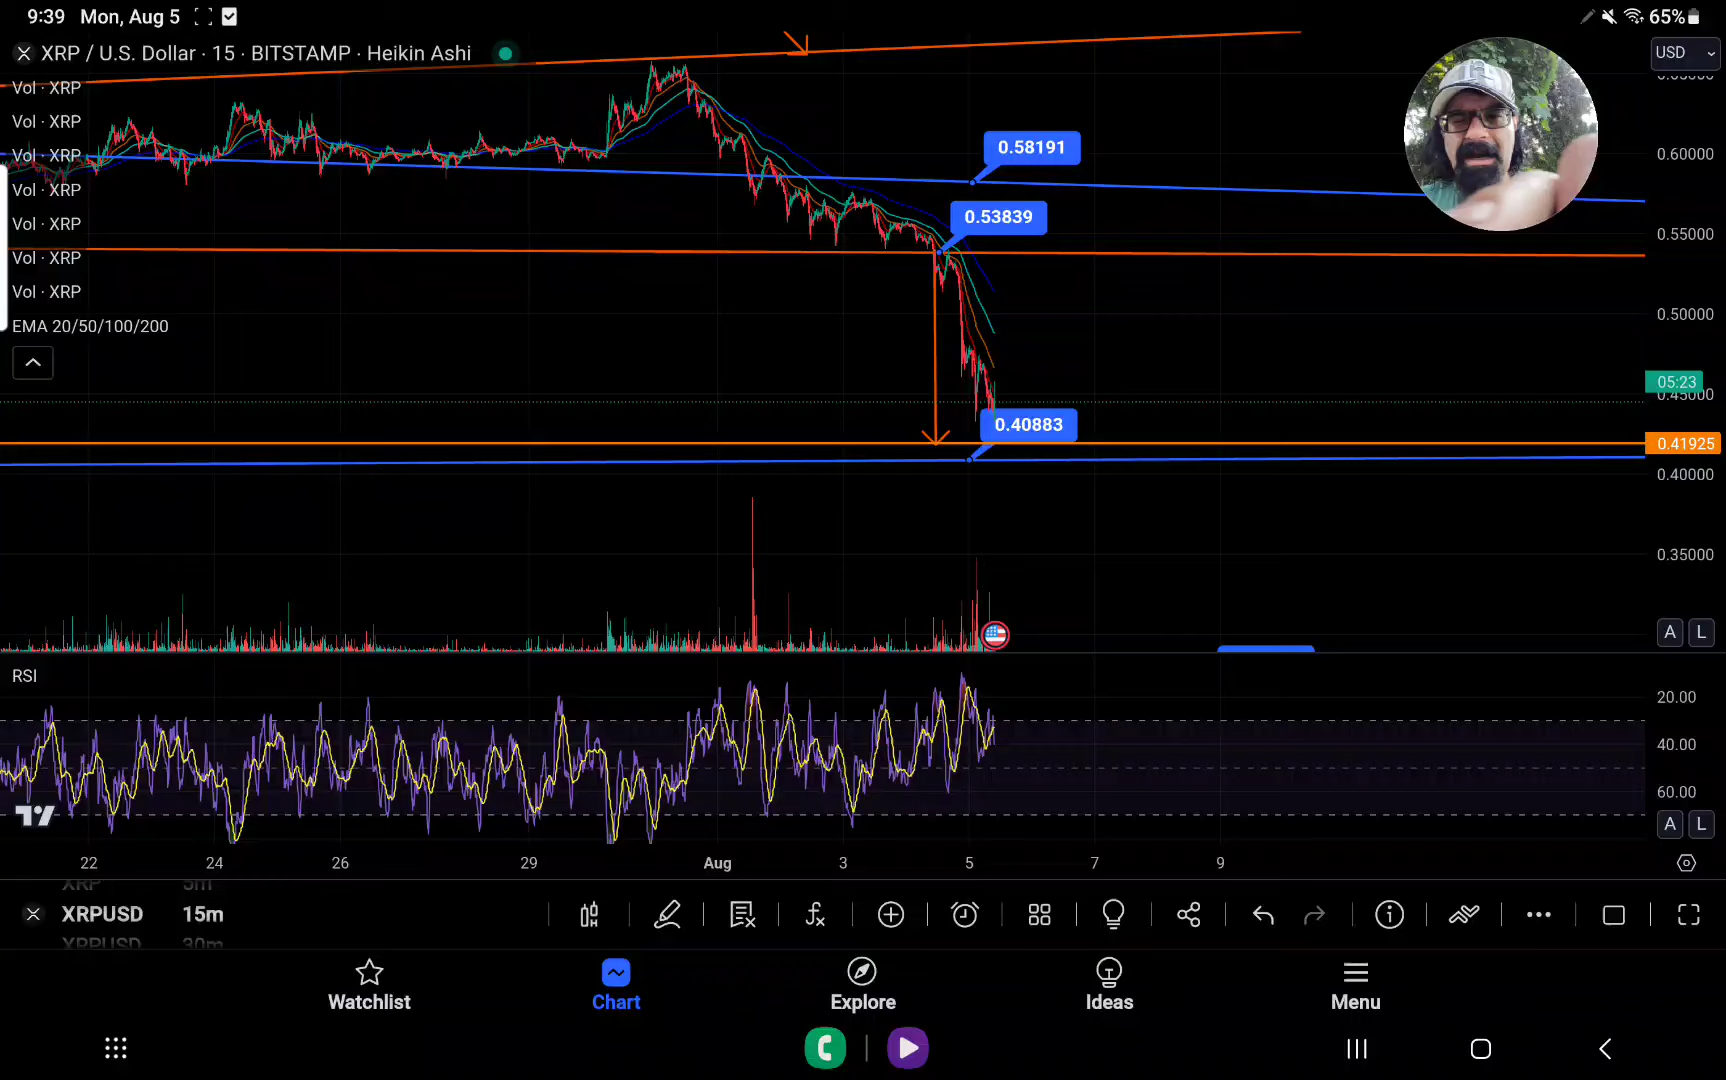 9:39 Mon, Aug 5
65%
XRP / U.S. Dollar · 15 · BITSTAMP · Heikin Ashi
USD
Vol · XRP
Vol · XRP
Vol · XRP
Vol · XRP
Vol · XRP
Vol · XRP
Vol · XRP
EMA 20/50/100/200
0.58191
0.53839
0.40883
0.60000
0.55000
0.50000
05:23
0.45000
0.41925
0.40000
0.35000
A L
RSI
20.00
40.00
60.00
A L
22 24 26 29 Aug 3 5 7 9
XRP 5m
XRPUSD 15m
XRPUSD 30m
Watchlist
Chart
Explore
Ideas
Menu